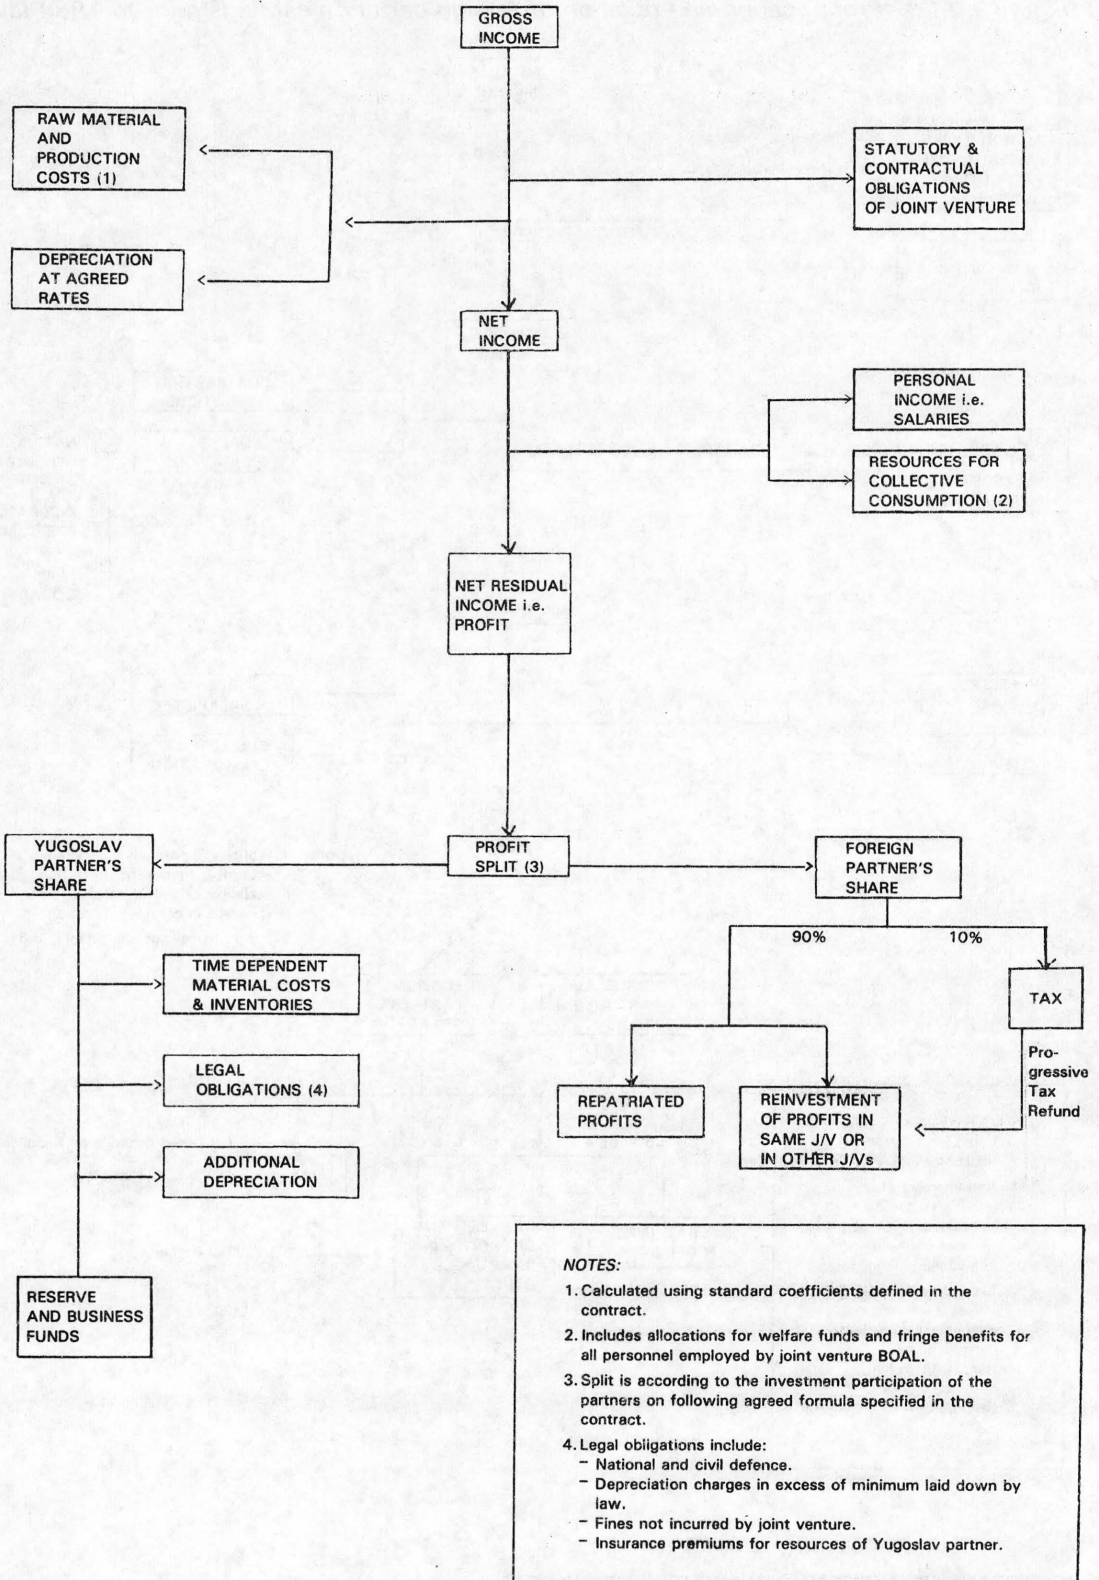 GROSS
INCOME
RAW MATERIAL
AND
PRODUCTION
COSTS (1)
STATUTORY &
CONTRACTUAL
OBLIGATIONS
OF JOINT VENTURE
DEPRECIATION
AT AGREED
RATES
NET
INCOME
PERSONAL
INCOME i.e.
SALARIES
RESOURCES FOR
COLLECTIVE
CONSUMPTION (2)
NET RESIDUAL
INCOME i.e.
PROFIT
YUGOSLAV
PARTNER'S
SHARE
PROFIT
SPLIT (3)
FOREIGN
PARTNER'S
SHARE
90%
10%
TIME DEPENDENT
MATERIAL COSTS
& INVENTORIES
TAX
LEGAL
OBLIGATIONS (4)
Pro-
gressive
Tax
Refund
REPATRIATED
PROFITS
REINVESTMENT
OF PROFITS IN
SAME J/V OR
IN OTHER J/Vs
ADDITIONAL
DEPRECIATION
RESERVE
AND BUSINESS
FUNDS
NOTES:
1. Calculated using standard coefficients defined in the
contract.
2. Includes allocations for welfare funds and fringe benefits for
all personnel employed by joint venture BOAL.
3. Split is according to the investment participation of the
partners on following agreed formula specified in the
contract.
4. Legal obligations include:
– National and civil defence.
– Depreciation charges in excess of minimum laid down by
law.
– Fines not incurred by joint venture.
– Insurance premiums for resources of Yugoslav partner.